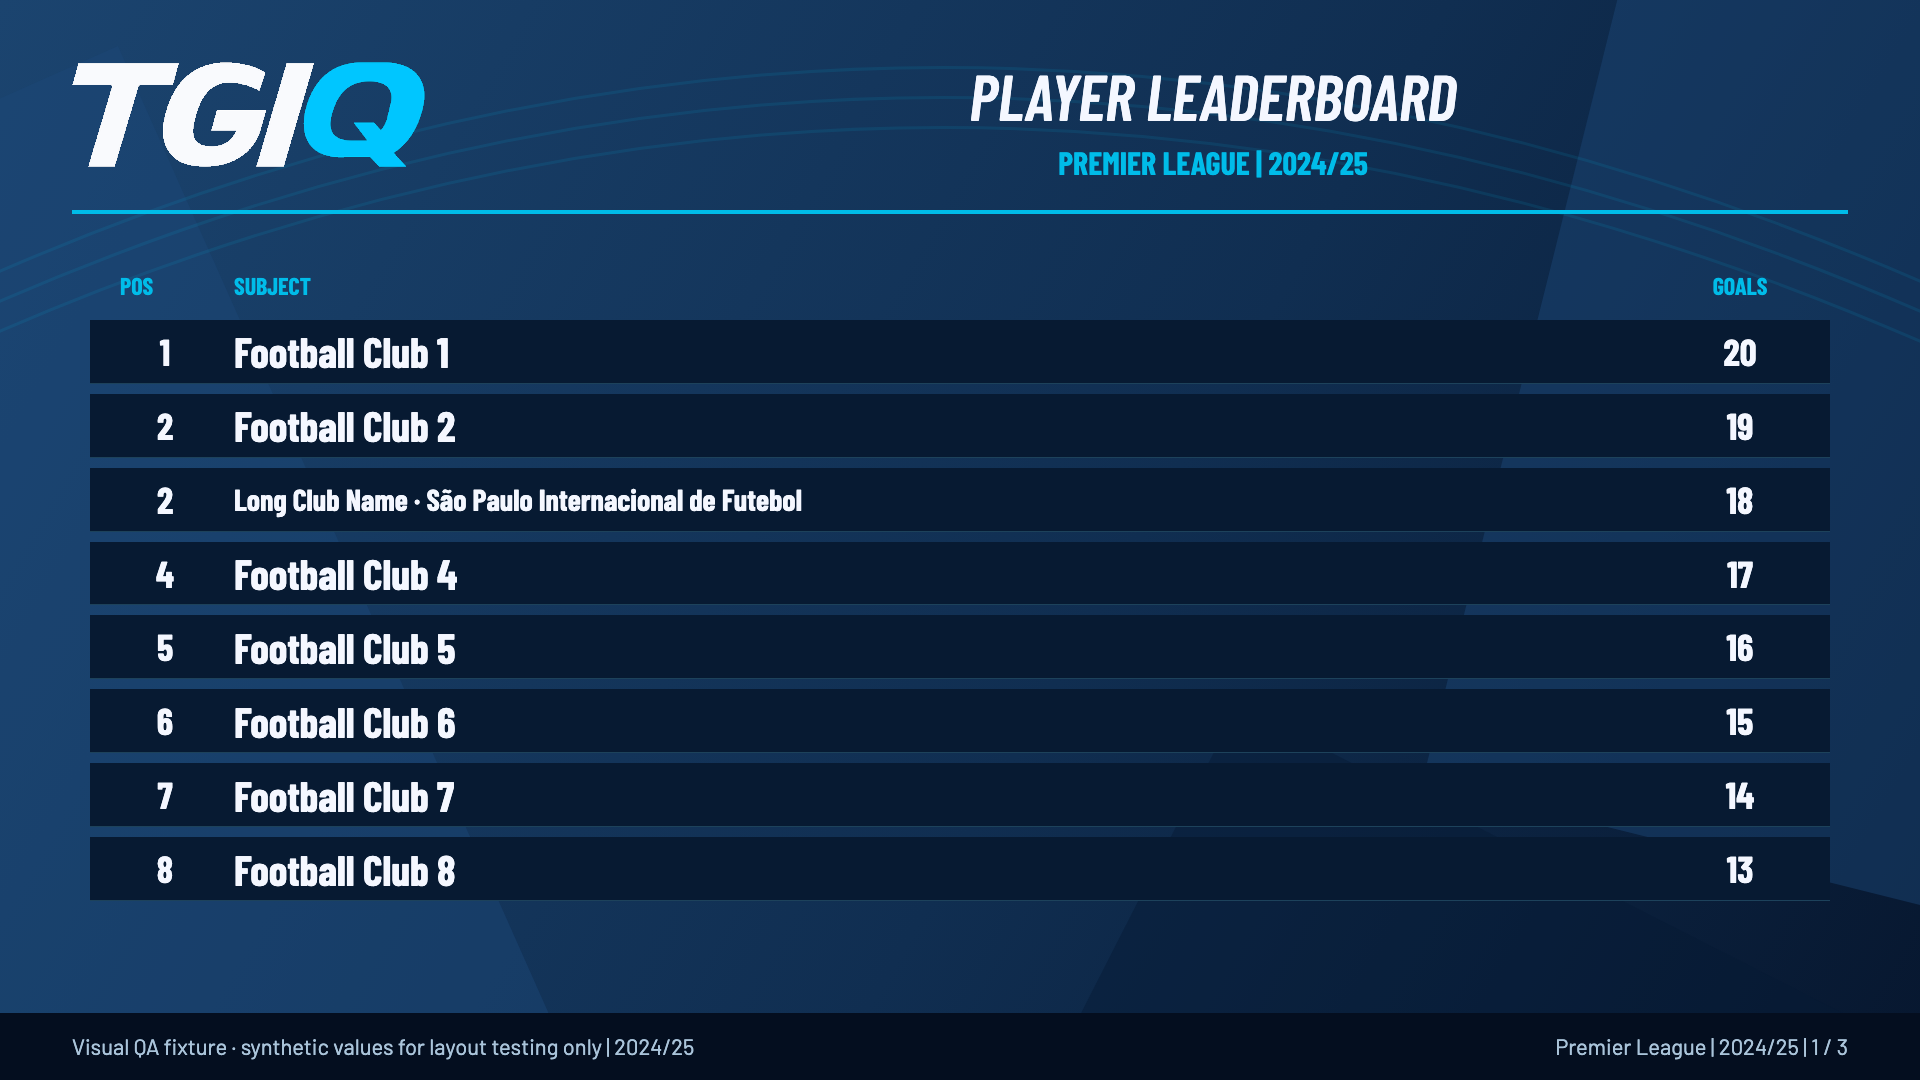 TGIQ
PLAYER LEADERBOARD
PREMIER LEAGUE | 2024/25
POS SUBJECT GOALS
1 Football Club 1 20
2 Football Club 2 19
2 Long Club Name · São Paulo Internacional de Futebol 18
4 Football Club 4 17
5 Football Club 5 16
6 Football Club 6 15
7 Football Club 7 14
8 Football Club 8 13
Visual QA fixture · synthetic values for layout testing only | 2024/25
Premier League | 2024/25 | 1 / 3